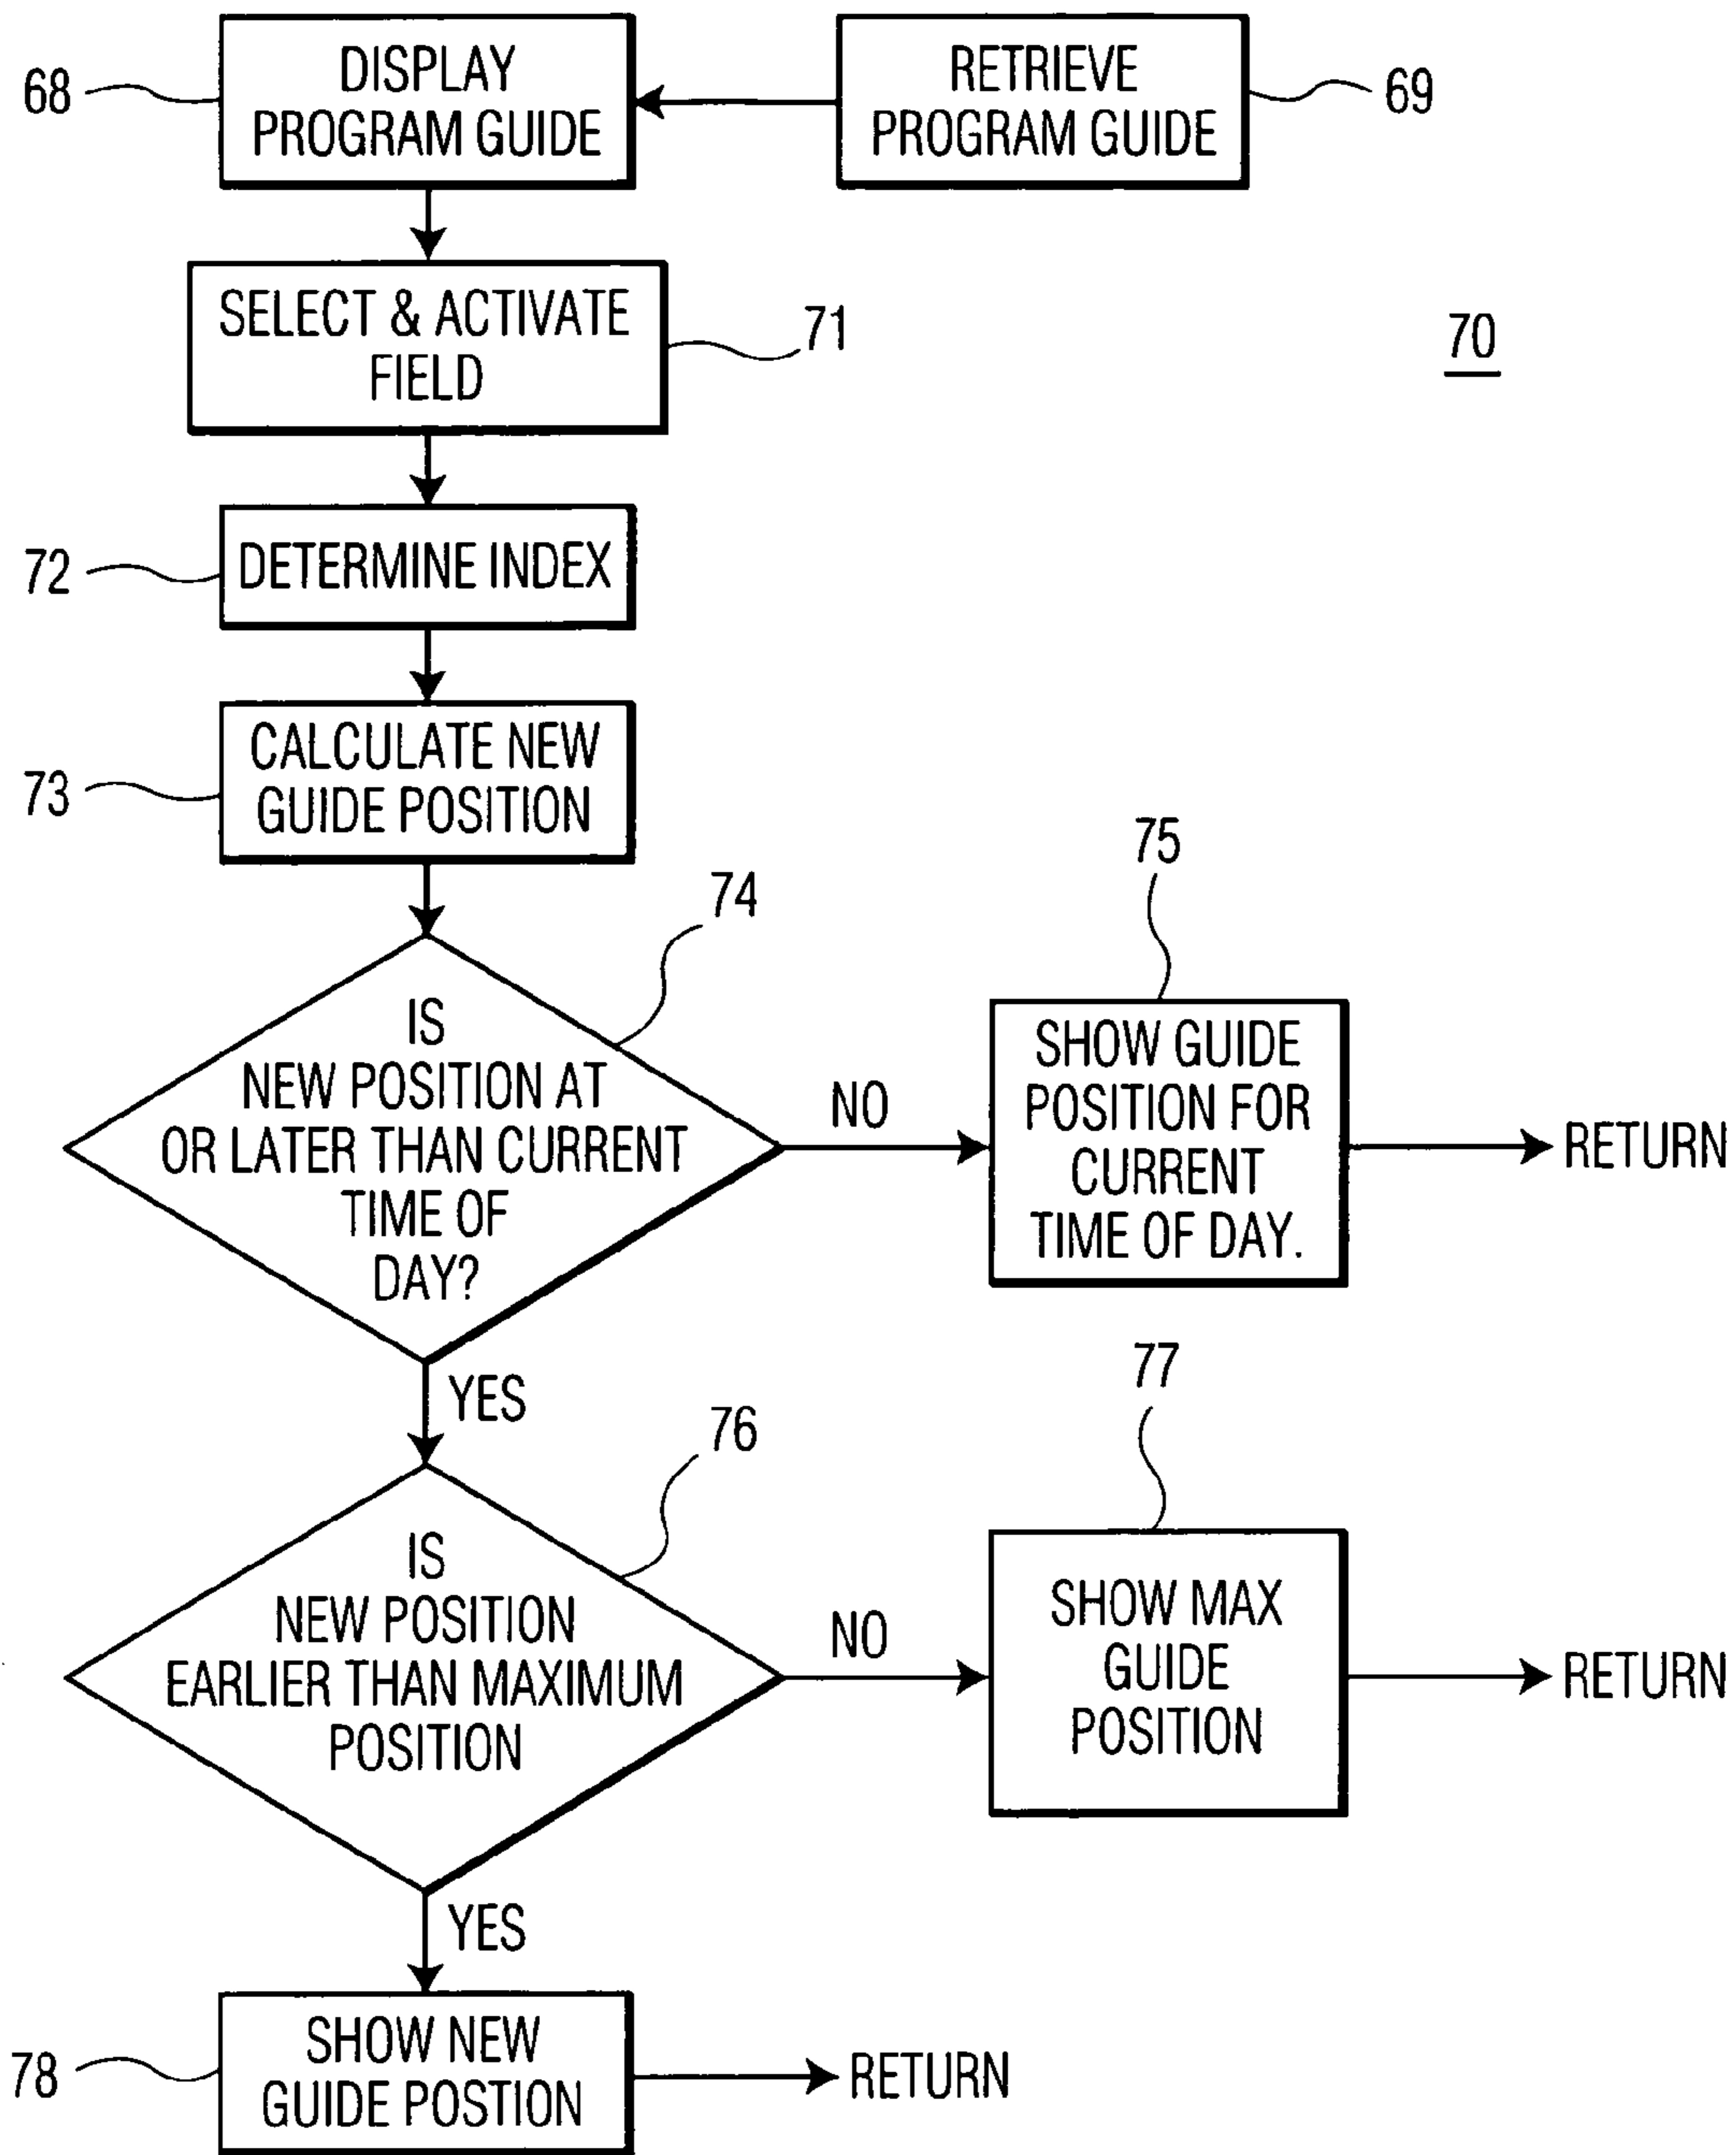 68
DISPLAY
PROGRAM GUIDE
RETRIEVE
PROGRAM GUIDE
69
SELECT & ACTIVATE
FIELD
71
70
72
DETERMINE INDEX
73
CALCULATE NEW
GUIDE POSITION
74
IS
NEW POSITION AT
OR LATER THAN CURRENT
TIME OF
DAY?
NO
75
SHOW GUIDE
POSITION FOR
CURRENT
TIME OF DAY.
RETURN
YES
76
IS
NEW POSITION
EARLIER THAN MAXIMUM
POSITION
NO
77
SHOW MAX
GUIDE
POSITION
RETURN
YES
78
SHOW NEW
GUIDE POSTION
RETURN